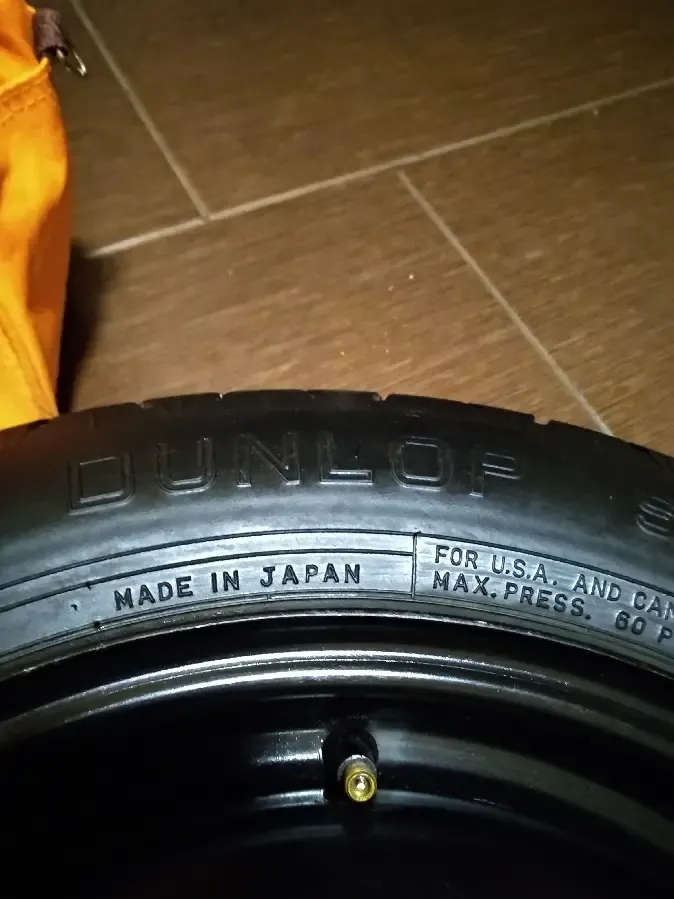 DUNLOP
MADE IN JAPAN
FOR U.S.A. AND
MAX. PRESS. 60